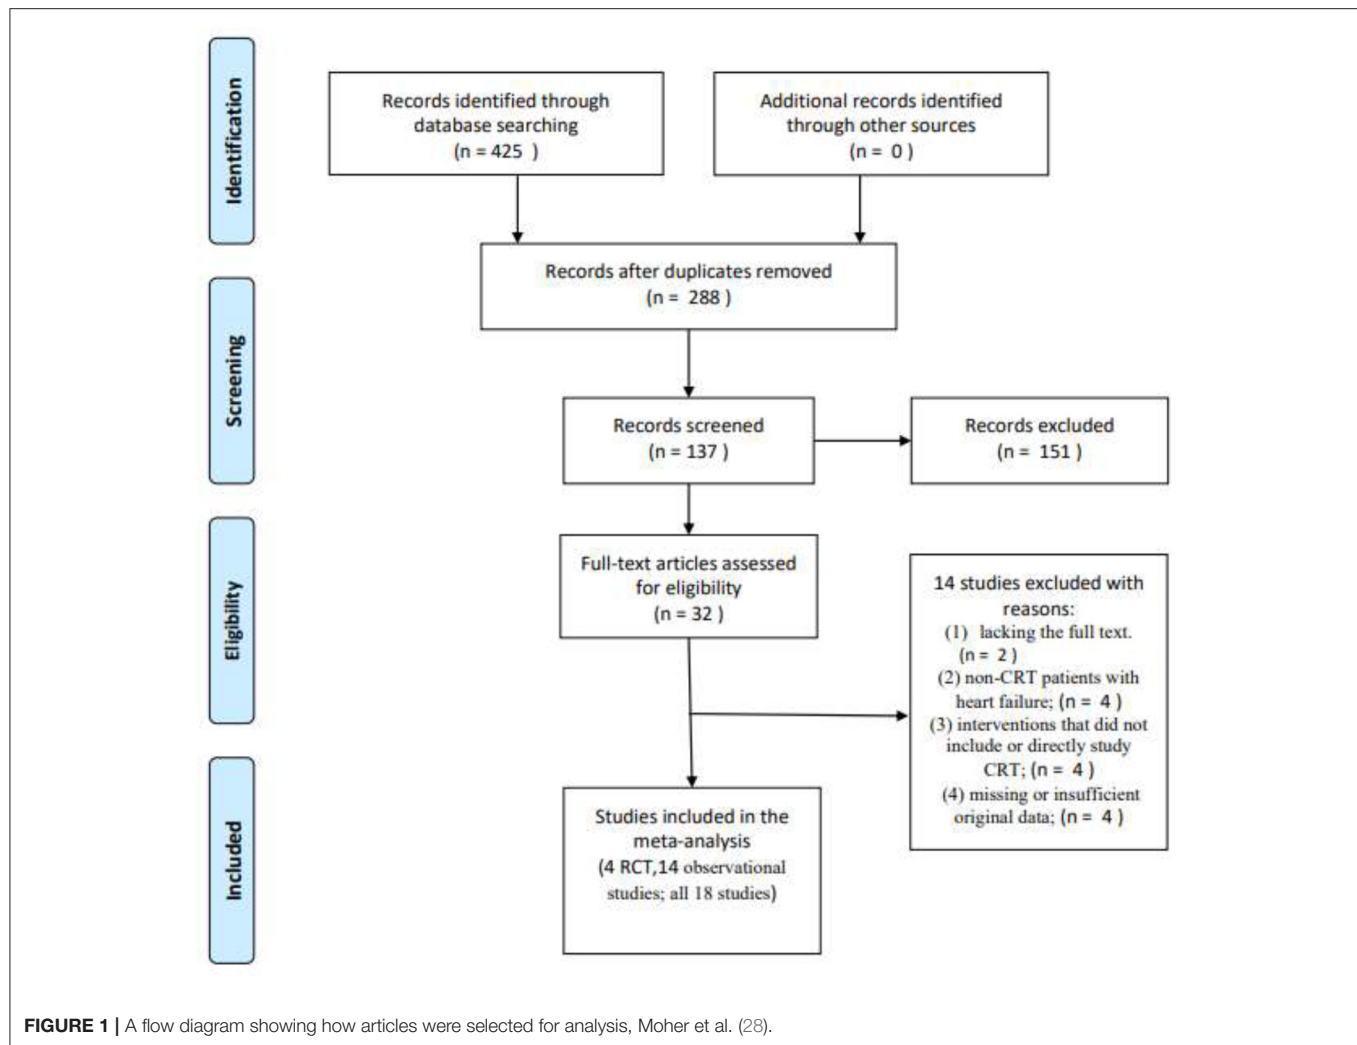 Identification
Records identified through
database searching
(n = 425 )
Additional records identified
through other sources
(n = 0 )
Records after duplicates removed
(n = 288 )
Screening
Records screened
(n = 137 )
Records excluded
(n = 151 )
Eligibility
Full-text articles assessed
for eligibility
(n = 32 )
14 studies excluded with
reasons:
(1) lacking the full text.
(n = 2 )
(2) non-CRT patients with
heart failure; (n = 4 )
(3) interventions that did not
include or directly study
CRT; (n = 4 )
(4) missing or insufficient
original data; (n = 4 )
Included
Studies included in the
meta-analysis
(4 RCT,14 observational
studies; all 18 studies)
FIGURE 1 | A flow diagram showing how articles were selected for analysis, Moher et al. (28).